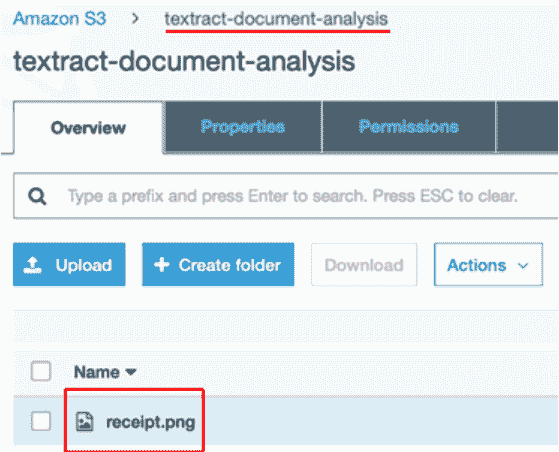 Amazon S3 > textract-document-analysis
textract-document-analysis
Overview Properties Permissions
Type a prefix and press Enter to search. Press ESC to clear.
Upload + Create folder Download Actions
Name
receipt.png